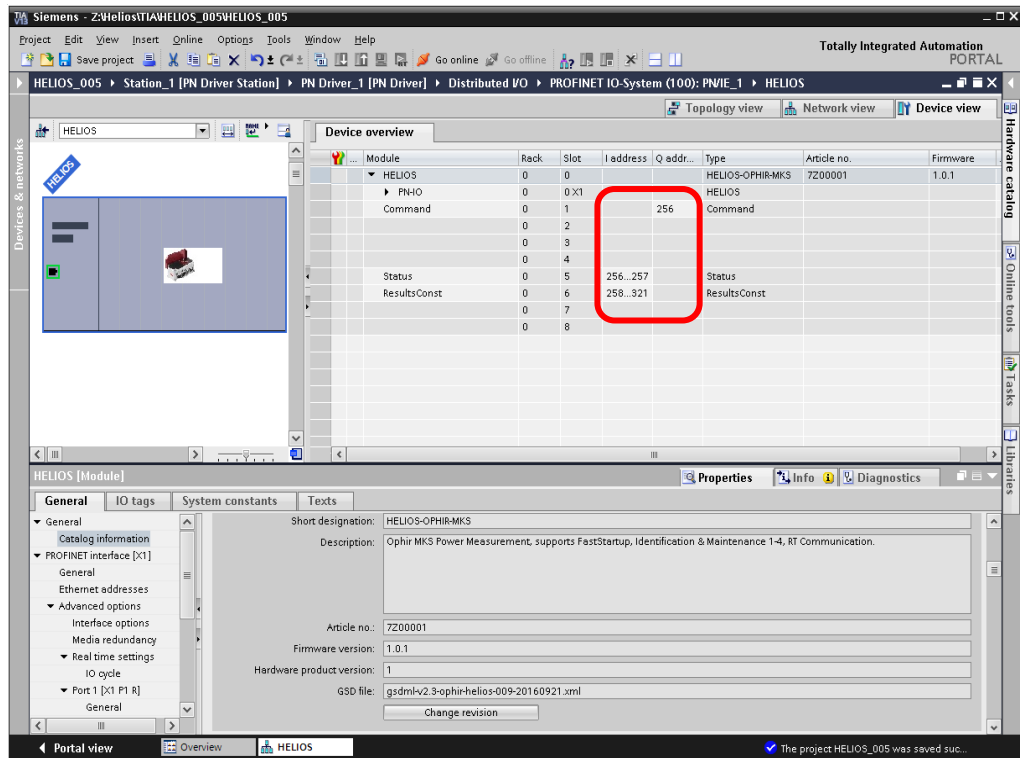 Siemens - Z:\Helios\TIA\HELIOS_005\HELIOS_005
Project Edit View Insert Online Options Tools Window Help
Totally Integrated Automation
PORTAL
Save project Go online Go offline
HELIOS_005 Station_1 [PN Driver Station] PN Driver_1 [PN Driver] Distributed I/O PROFINET IO-System (100): PN/IE_1 HELIOS
Topology view Network view Device view
HELIOS
Device overview
... Module Rack Slot I address Q addr... Type Article no. Firmware
HELIOS 0 0 HELIOS-OPHIR-MKS 7Z00001 1.0.1
PN-IO 0 0 X1 HELIOS
Command 0 1 256 Command
0 2
0 3
0 4
Status 0 5 256...257 Status
ResultsConst 0 6 258...321 ResultsConst
0 7
0 8
HELIOS
Devices & networks
Hardware catalog
Online tools
Tasks
Libraries
HELIOS [Module]
Properties Info Diagnostics
General IO tags System constants Texts
General
Catalog information
PROFINET interface [X1]
General
Ethernet addresses
Advanced options
Interface options
Media redundancy
Real time settings
IO cycle
Port 1 [X1 P1 R]
General
Short designation: HELIOS-OPHIR-MKS
Description: Ophir MKS Power Measurement, supports FastStartup, Identification & Maintenance 1-4, RT Communication.
Article no.: 7Z00001
Firmware version: 1.0.1
Hardware product version: 1
GSD file: gsdml-v2.3-ophir-helios-009-20160921.xml
Change revision
Portal view Overview HELIOS
The project HELIOS_005 was saved suc...